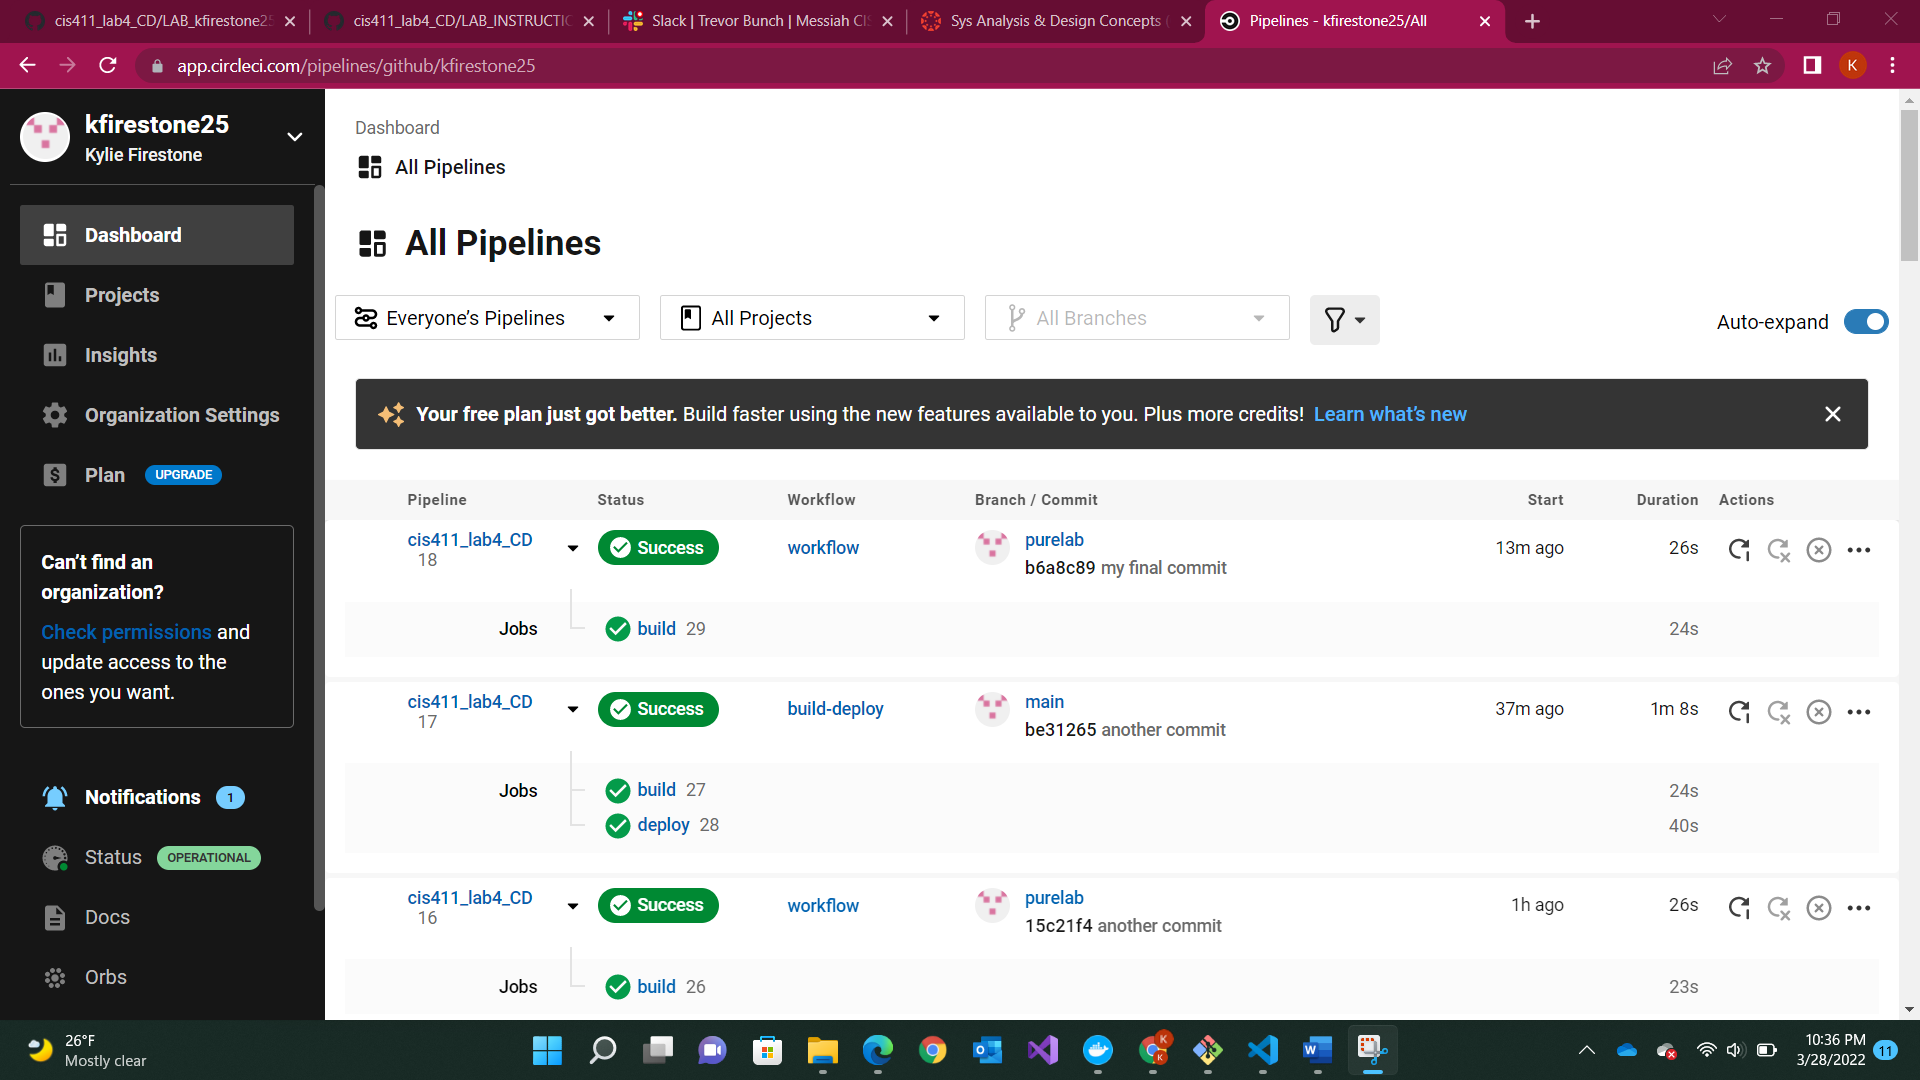 cis411_lab4_CD/LAB_kfirestone25
cis411_lab4_CD/LAB_INSTRUCTIO
Slack | Trevor Bunch | Messiah CIS
Sys Analysis & Design Concepts (
Pipelines - kfirestone25/All
app.circleci.com/pipelines/github/kfirestone25
K
kfirestone25
Kylie Firestone
Dashboard
Projects
Insights
Organization Settings
Plan UPGRADE
Can't find an
organization?
Check permissions and
update access to the
ones you want.
Notifications 1
Status OPERATIONAL
Docs
Orbs
Dashboard
All Pipelines
All Pipelines
Everyone's Pipelines
All Projects
All Branches
Auto-expand
Your free plan just got better. Build faster using the new features available to you. Plus more credits! Learn what's new
Pipeline Status Workflow Branch / Commit Start Duration Actions
cis411_lab4_CD
18
Success
workflow
purelab
b6a8c89 my final commit
13m ago
26s
Jobs
build 29
24s
cis411_lab4_CD
17
Success
build-deploy
main
be31265 another commit
37m ago
1m 8s
Jobs
build 27
24s
deploy 28
40s
cis411_lab4_CD
16
Success
workflow
purelab
15c21f4 another commit
1h ago
26s
Jobs
build 26
23s
26°F
Mostly clear
K
K
10:36 PM
3/28/2022
11